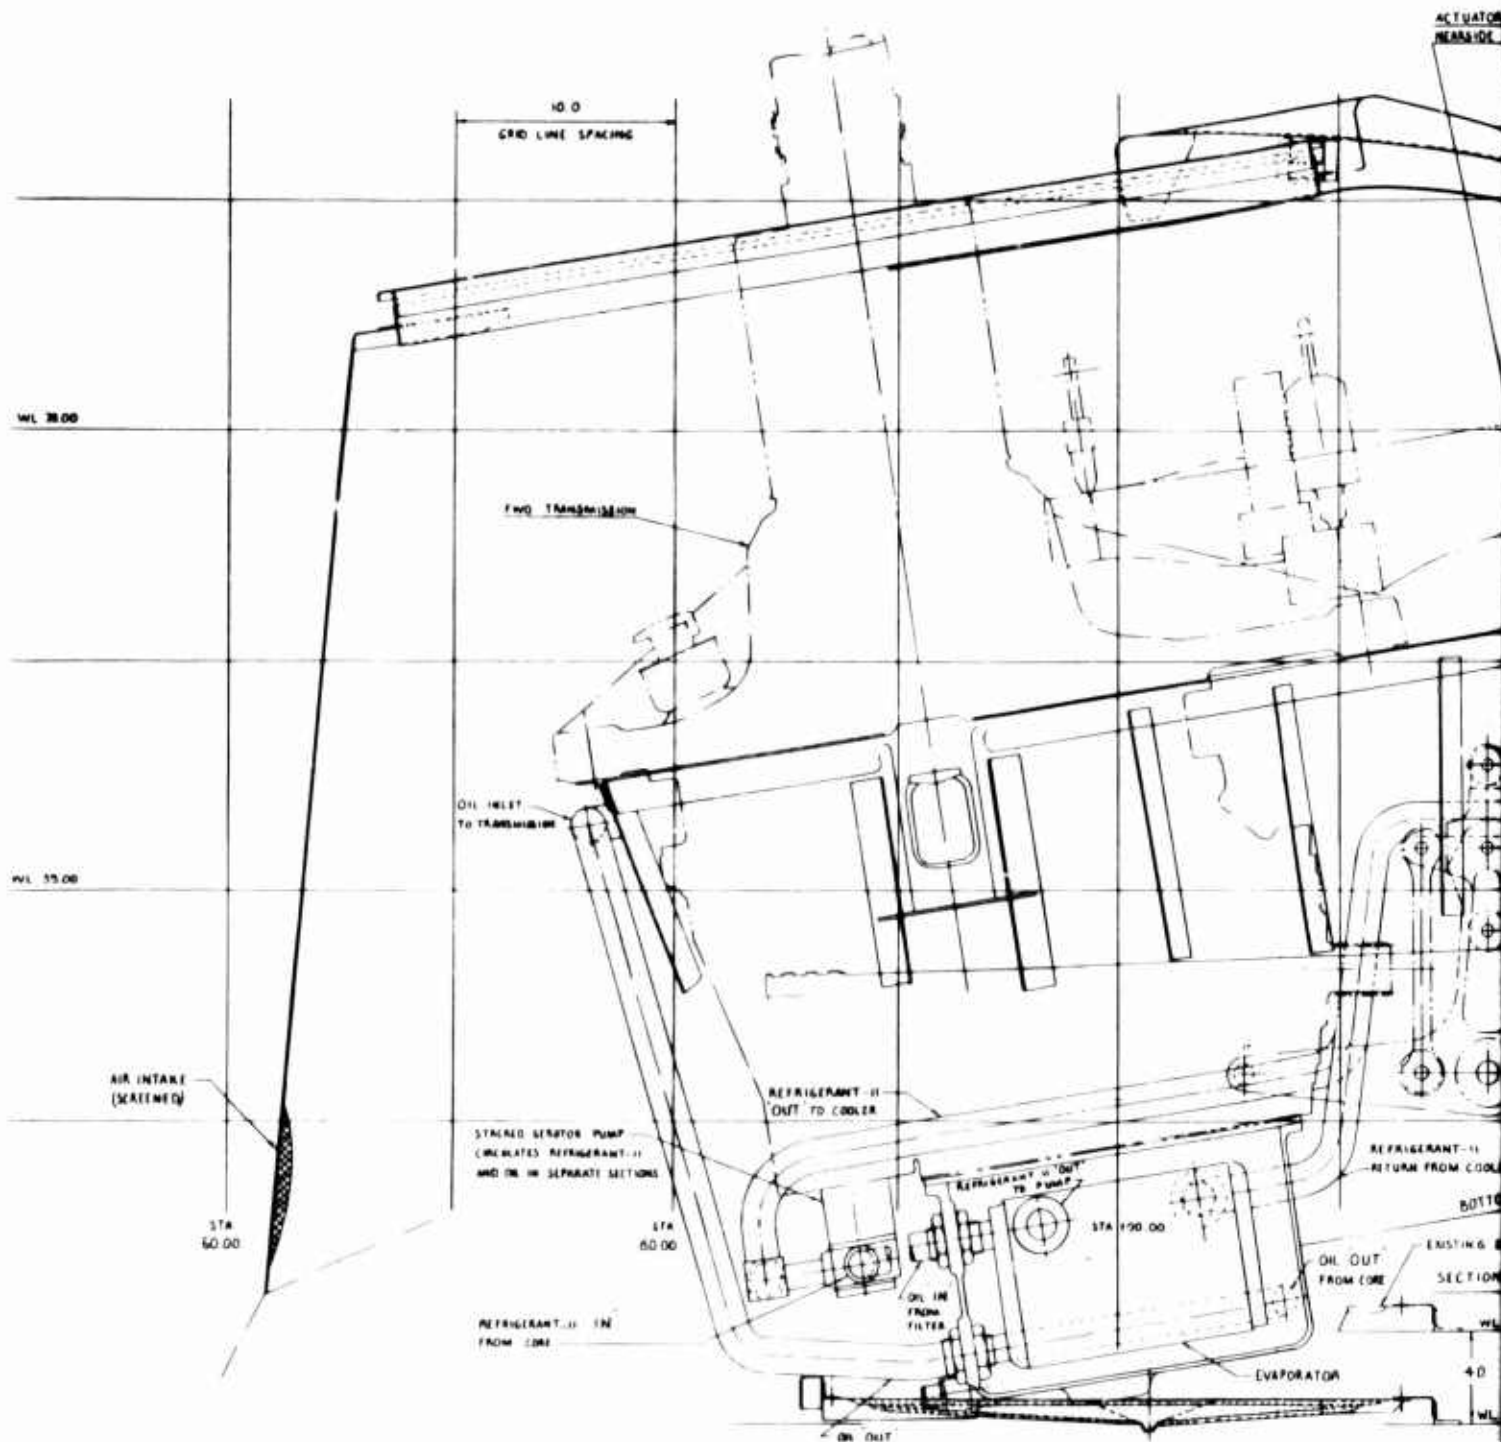 ACTUATOR
NEARSIDE
10.0
GRID LINE SPACING
WL
FWD TRANSMISSION
OIL INLET
TO TRANSMISSION
WL 55.00
AIR INTAKE
(SCREENED)
REFRIGERANT-11
OUT TO COOLER
STACKED GEROTOR PUMP
CIRCULATES REFRIGERANT-11
AND OIL IN SEPARATE SECTIONS
REFRIGERANT-11 "OUT"
TO PUMP
REFRIGERANT-11
RETURN FROM COOL
STA
60.00
STA
80.00
STA 100.00
BOTTO
EXISTING
OIL OUT
FROM CORE
SECTION
OIL IN
FROM
FILTER
REFRIGERANT-11 IN
FROM CORE
WL
EVAPORATOR
4.0
WL
OIL OUT